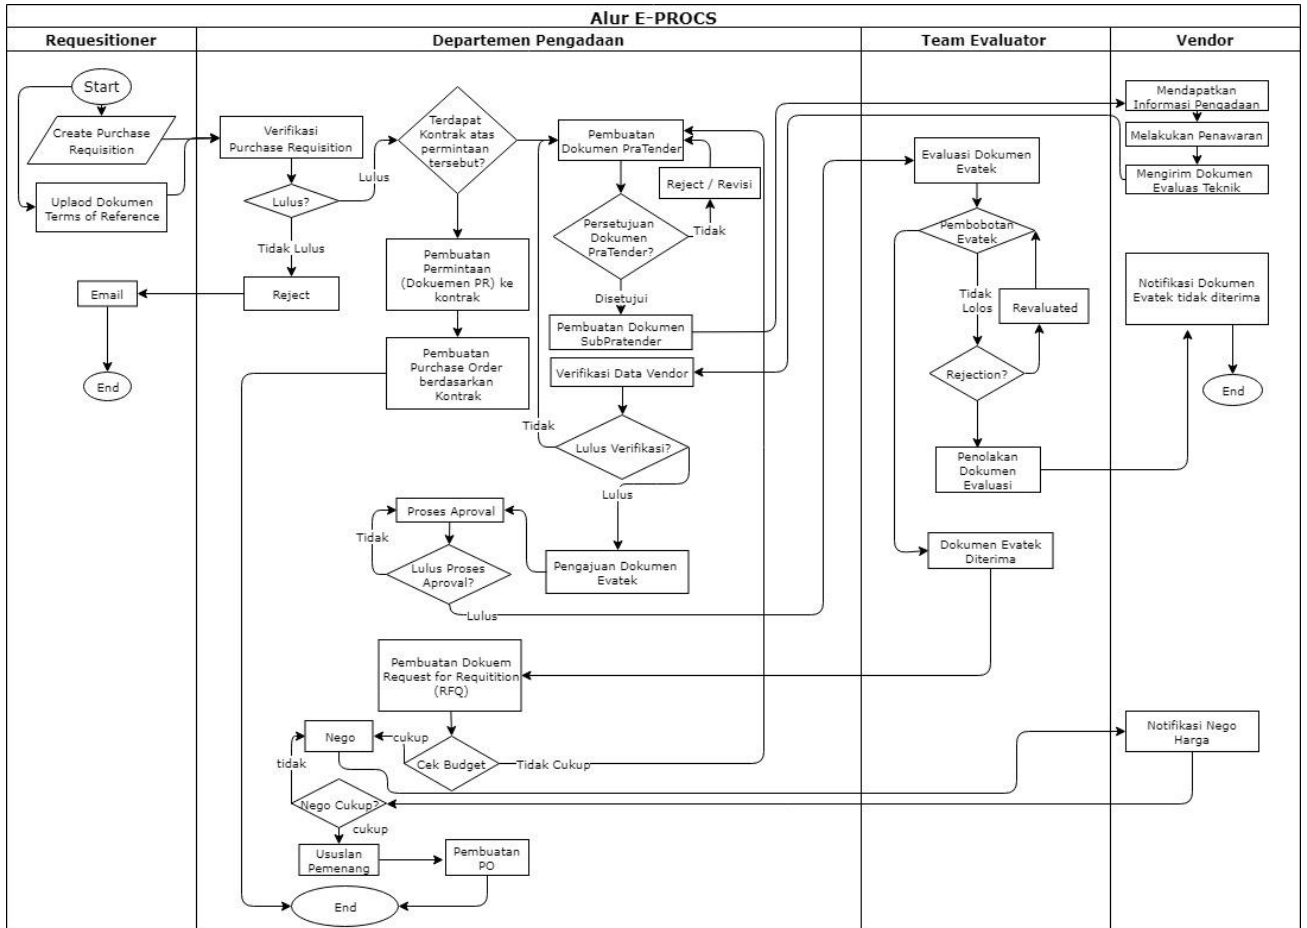 Alur E-PROCS
Requesitioner
Departemen Pengadaan
Team Evaluator
Vendor
Start
Create Purchase
Requisition
Uplaod Dokumen
Terms of Reference
Email
End
Verifikasi
Purchase Requisition
Lulus?
Lulus
Tidak Lulus
Reject
Terdapat
Kontrak atas
permintaan
tersebut?
Pembuatan
Permintaan
(Dokuemen PR) ke
kontrak
Pembuatan
Purchase Order
berdasarkan
Kontrak
Pembuatan
Dokumen PraTender
Reject / Revisi
Persetujuan
Dokumen
PraTender?
Tidak
Disetujui
Pembuatan Dokumen
SubPratender
Verifikasi Data Vendor
Tidak
Lulus Verifikasi?
Lulus
Proses Aproval
Tidak
Lulus Proses
Aproval?
Pengajuan Dokumen
Evatek
Lulus
Pembuatan Dokuem
Request for Requitition
(RFQ)
Nego
cukup
Cek Budget
Tidak Cukup
tidak
Nego Cukup?
cukup
Ususlan
Pemenang
Pembuatan
PO
End
Evaluasi Dokumen
Evatek
Pembobotan
Evatek
Tidak
Lolos
Revaluated
Rejection?
Penolakan
Dokumen
Evaluasi
Dokumen Evatek
Diterima
Mendapatkan
Informasi Pengadaan
Melakukan Penawaran
Mengirim Dokumen
Evaluas Teknik
Notifikasi Dokumen
Evatek tidak diterima
End
Notifikasi Nego
Harga